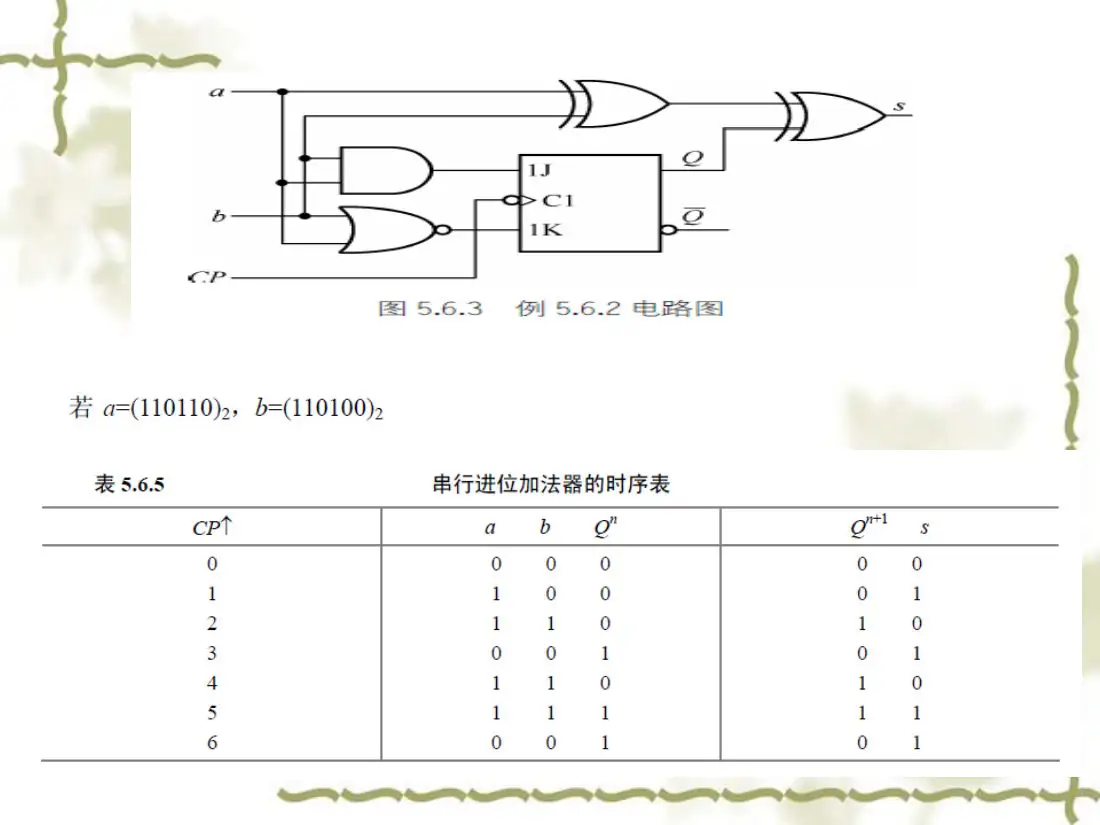 a
s
1J
Q
C1
b
Q̅
1K
CP
图 5.6.3 例 5.6.2 电路图
若 a=(110110)₂，b=(110100)₂
表 5.6.5 串行进位加法器的时序表
CP↑ a b Qⁿ Qⁿ⁺¹ s
0 0 0 0 0 0
1 1 0 0 0 1
2 1 1 0 1 0
3 0 0 1 0 1
4 1 1 0 1 0
5 1 1 1 1 1
6 0 0 1 0 1